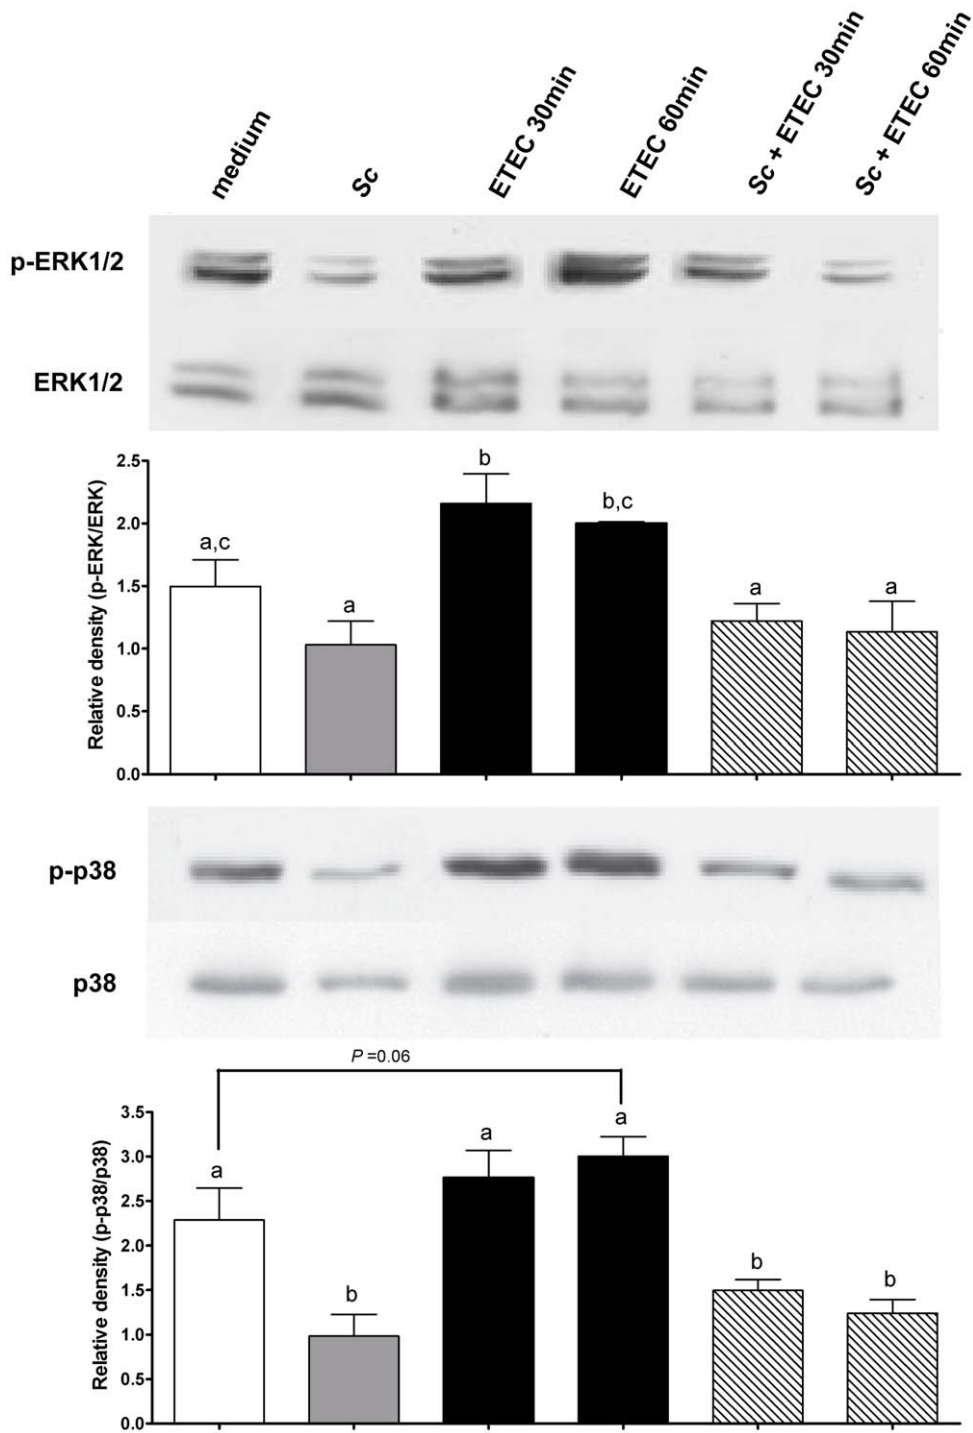 medium
Sc
ETEC 30min
ETEC 60min
Sc + ETEC 30min
Sc + ETEC 60min
p-ERK1/2
ERK1/2
Relative density (p-ERK/ERK)
2.5
2.0
1.5
1.0
0.5
0.0
a,c
a
b
b,c
a
a
p-p38
p38
P =0.06
Relative density (p-p38/p38)
3.5
3.0
2.5
2.0
1.5
1.0
0.5
0.0
a
b
a
a
b
b